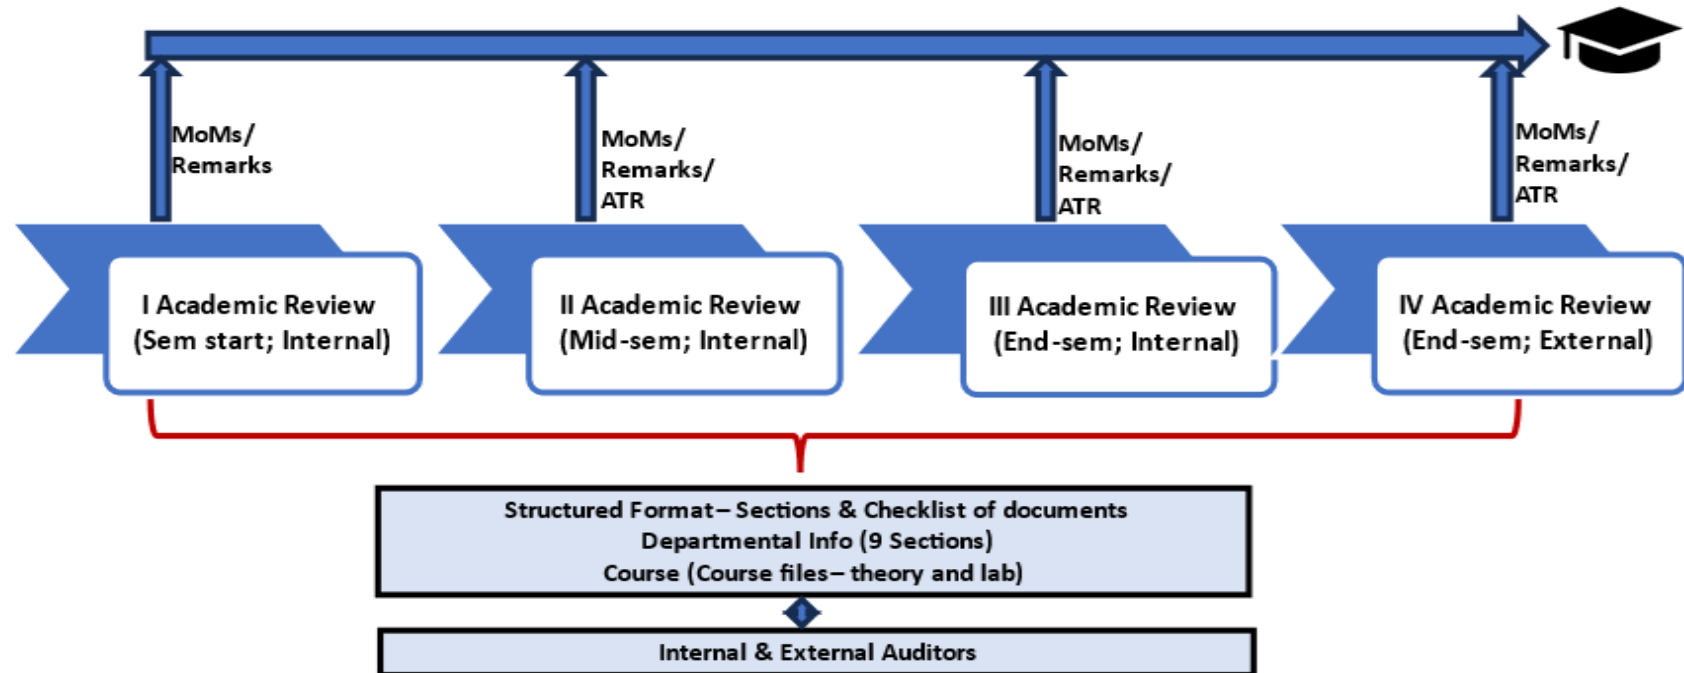 MoMs/
Remarks
MoMs/
Remarks/
ATR
MoMs/
Remarks/
ATR
MoMs/
Remarks/
ATR
I Academic Review
(Sem start; Internal)
II Academic Review
(Mid-sem; Internal)
III Academic Review
(End-sem; Internal)
IV Academic Review
(End-sem; External)
Structured Format– Sections & Checklist of documents
Departmental Info (9 Sections)
Course (Course files– theory and lab)
Internal & External Auditors